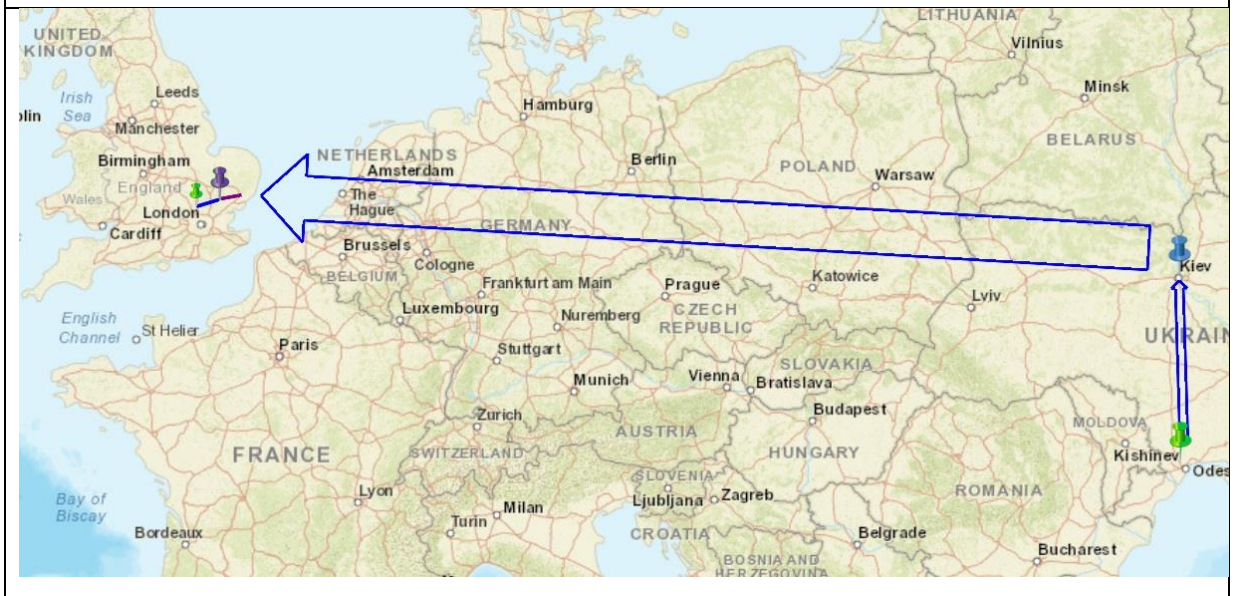 LITHUANIA
UNITED
KINGDOM
Vilnius
Leeds
Minsk
Irish
Sea
Hamburg
blin
Manchester
BELARUS
NETHERLANDS
Birmingham
Berlin
POLAND
Amsterdam
Warsaw
England
Wales
The
Hague
London
GERMANY
Cardiff
Brussels
Cologne
Kiev
BELGIUM
Frankfurt am Main
Prague
Katowice
Lviv
Luxembourg
CZECH
REPUBLIC
English
Channel
St Helier
Nuremberg
UKRAIN
Paris
Stuttgart
SLOVAKIA
Munich
Vienna
Bratislava
Zurich
Budapest
AUSTRIA
MOLDOVA
FRANCE
SWITZERLAND
HUNGARY
Kishinev
SLOVENIA
Odes
Lyon
Ljubljana
Zagreb
ROMANIA
Bay of
Biscay
Milan
Turin
Bordeaux
CROATIA
Belgrade
Bucharest
BOSNIA AND
HERZEGOVINA